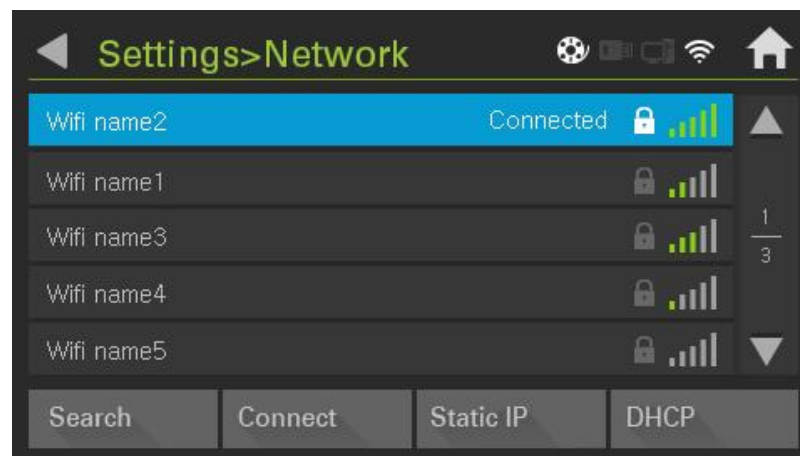 Settings>Network
Wifi name2 Connected
Wifi name1
Wifi name3
Wifi name4
Wifi name5
1
3
Search Connect Static IP DHCP